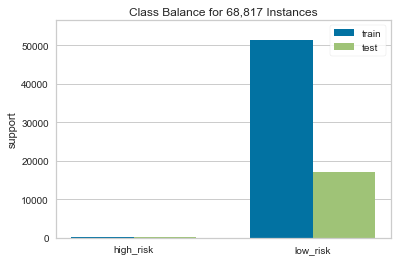 Class Balance for 68,817 Instances
train
test
support
50000
40000
30000
20000
10000
0
high_risk
low_risk